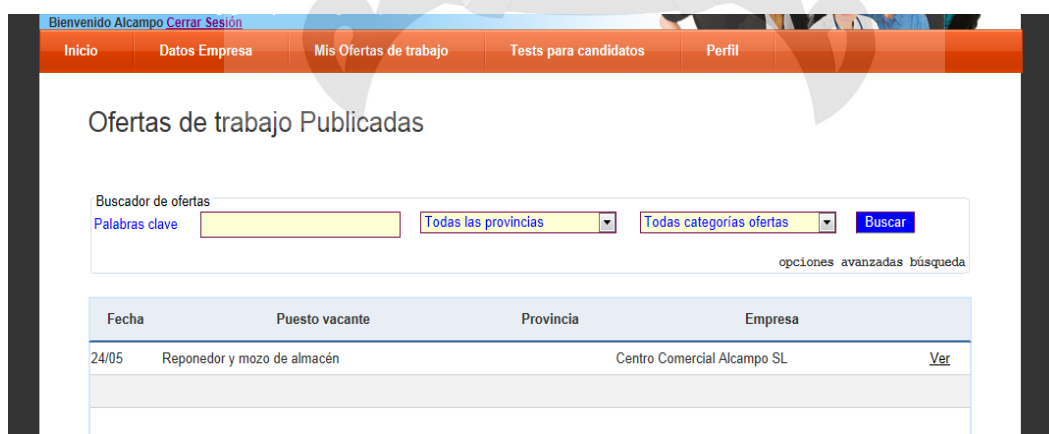 Bienvenido Alcampo Cerrar Sesión
Inicio Datos Empresa Mis Ofertas de trabajo Tests para candidatos Perfil
Ofertas de trabajo Publicadas
Buscador de ofertas
Palabras clave Todas las provincias Todas categorías ofertas Buscar
opciones avanzadas búsqueda
Fecha Puesto vacante Provincia Empresa
24/05 Reponedor y mozo de almacén Centro Comercial Alcampo SL Ver